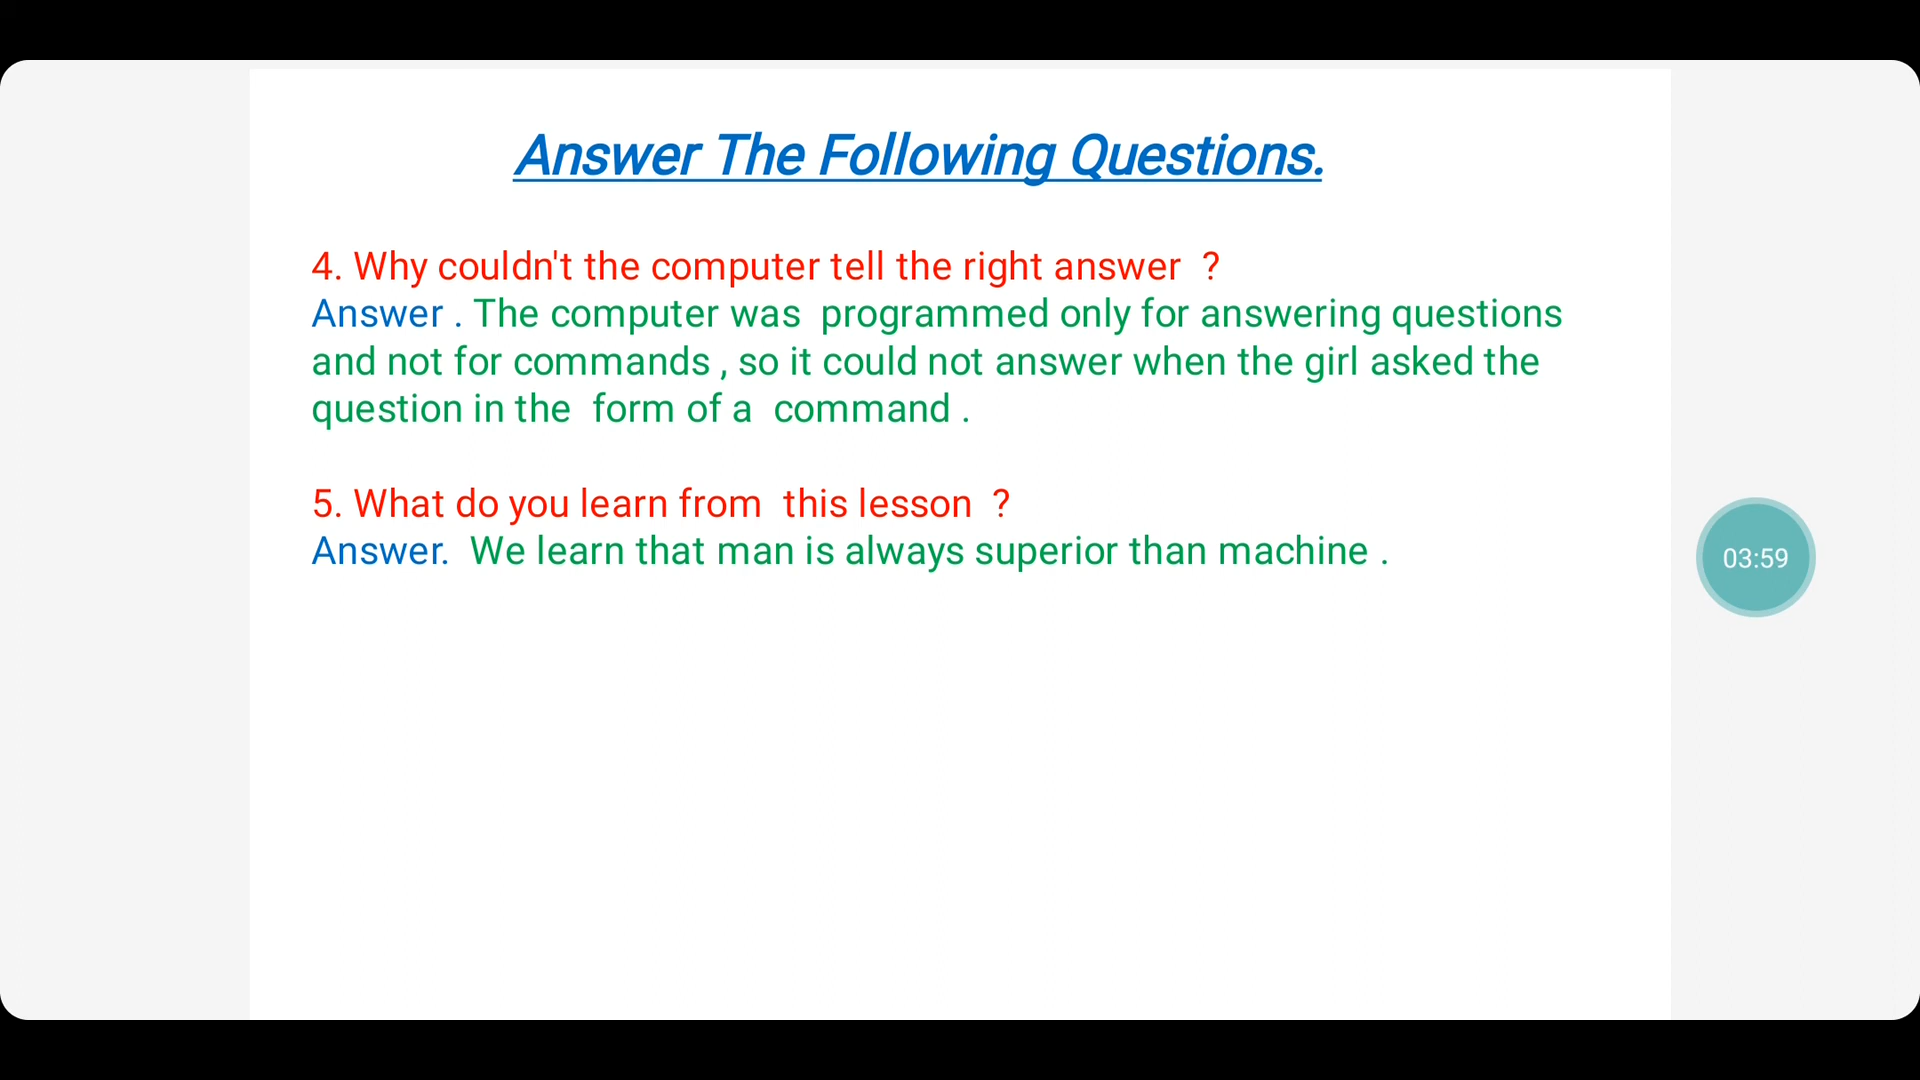 Answer The Following Questions.
4. Why couldn't the computer tell the right answer  ?
Answer . The computer was  programmed only for answering questions
and not for commands , so it could not answer when the girl asked the
question in the  form of a  command .
5. What do you learn from  this lesson  ?
Answer.  We learn that man is always superior than machine .
03:59